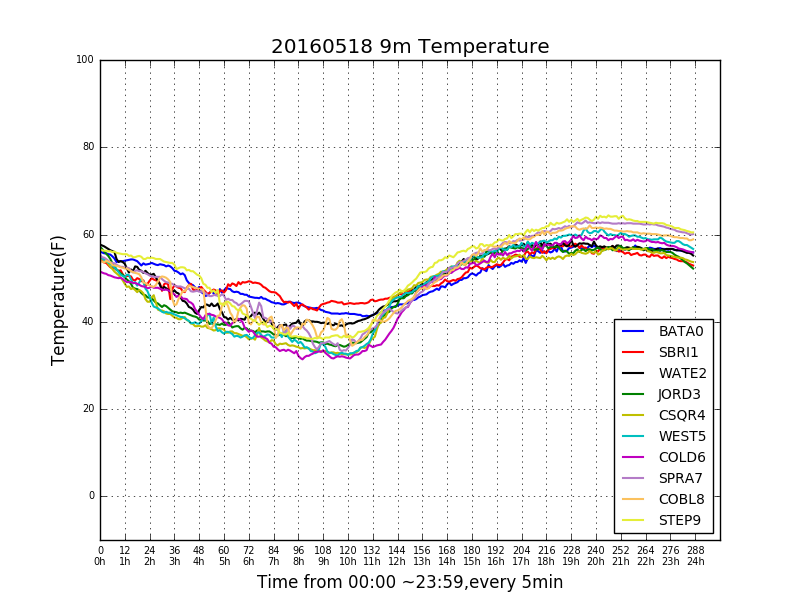 20160518 9m Temperature
Temperature(F)
100
80
60
40
20
0
BATA0
SBRI1
WATE2
JORD3
CSQR4
WEST5
COLD6
SPRA7
COBL8
STEP9
0 12 24 36 48 60 72 84 96 108 120 132 144 156 168 180 192 204 216 228 240 252 264 276 288
0h 1h 2h 3h 4h 5h 6h 7h 8h 9h 10h 11h 12h 13h 14h 15h 16h 17h 18h 19h 20h 21h 22h 23h 24h
Time from 00:00 ~23:59,every 5min